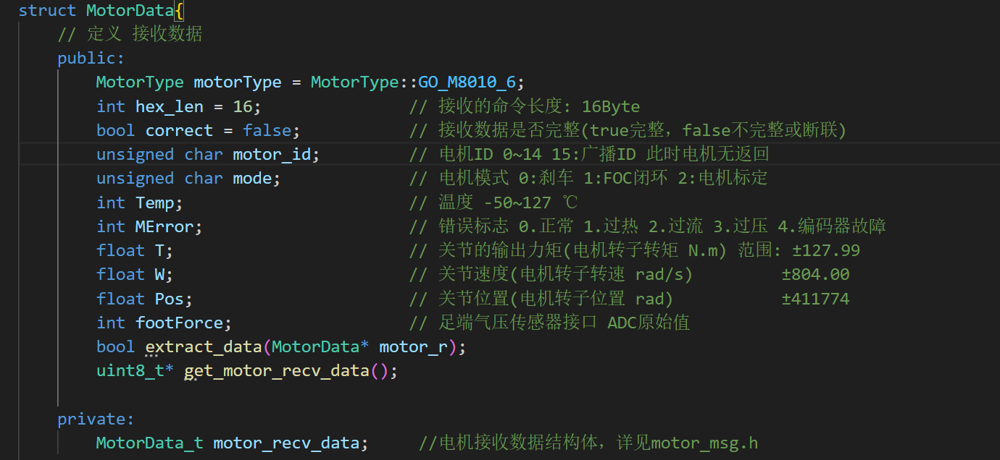 struct MotorData{
// 定义 接收数据
public:
MotorType motorType = MotorType::GO_M8010_6;
int hex_len = 16; // 接收的命令长度: 16Byte
bool correct = false; // 接收数据是否完整(true完整，false不完整或断联)
unsigned char motor_id; // 电机ID 0~14 15:广播ID 此时电机无返回
unsigned char mode; // 电机模式 0:刹车 1:FOC闭环 2:电机标定
int Temp; // 温度 -50~127 ℃
int MError; // 错误标志 0.正常 1.过热 2.过流 3.过压 4.编码器故障
float T; // 关节的输出力矩(电机转子转矩 N.m) 范围: ±127.99
float W; // 关节速度(电机转子转速 rad/s) ±804.00
float Pos; // 关节位置(电机转子位置 rad) ±411774
int footForce; // 足端气压传感器接口 ADC原始值
bool extract_data(MotorData* motor_r);
uint8_t* get_motor_recv_data();
private:
MotorData_t motor_recv_data; //电机接收数据结构体，详见motor_msg.h